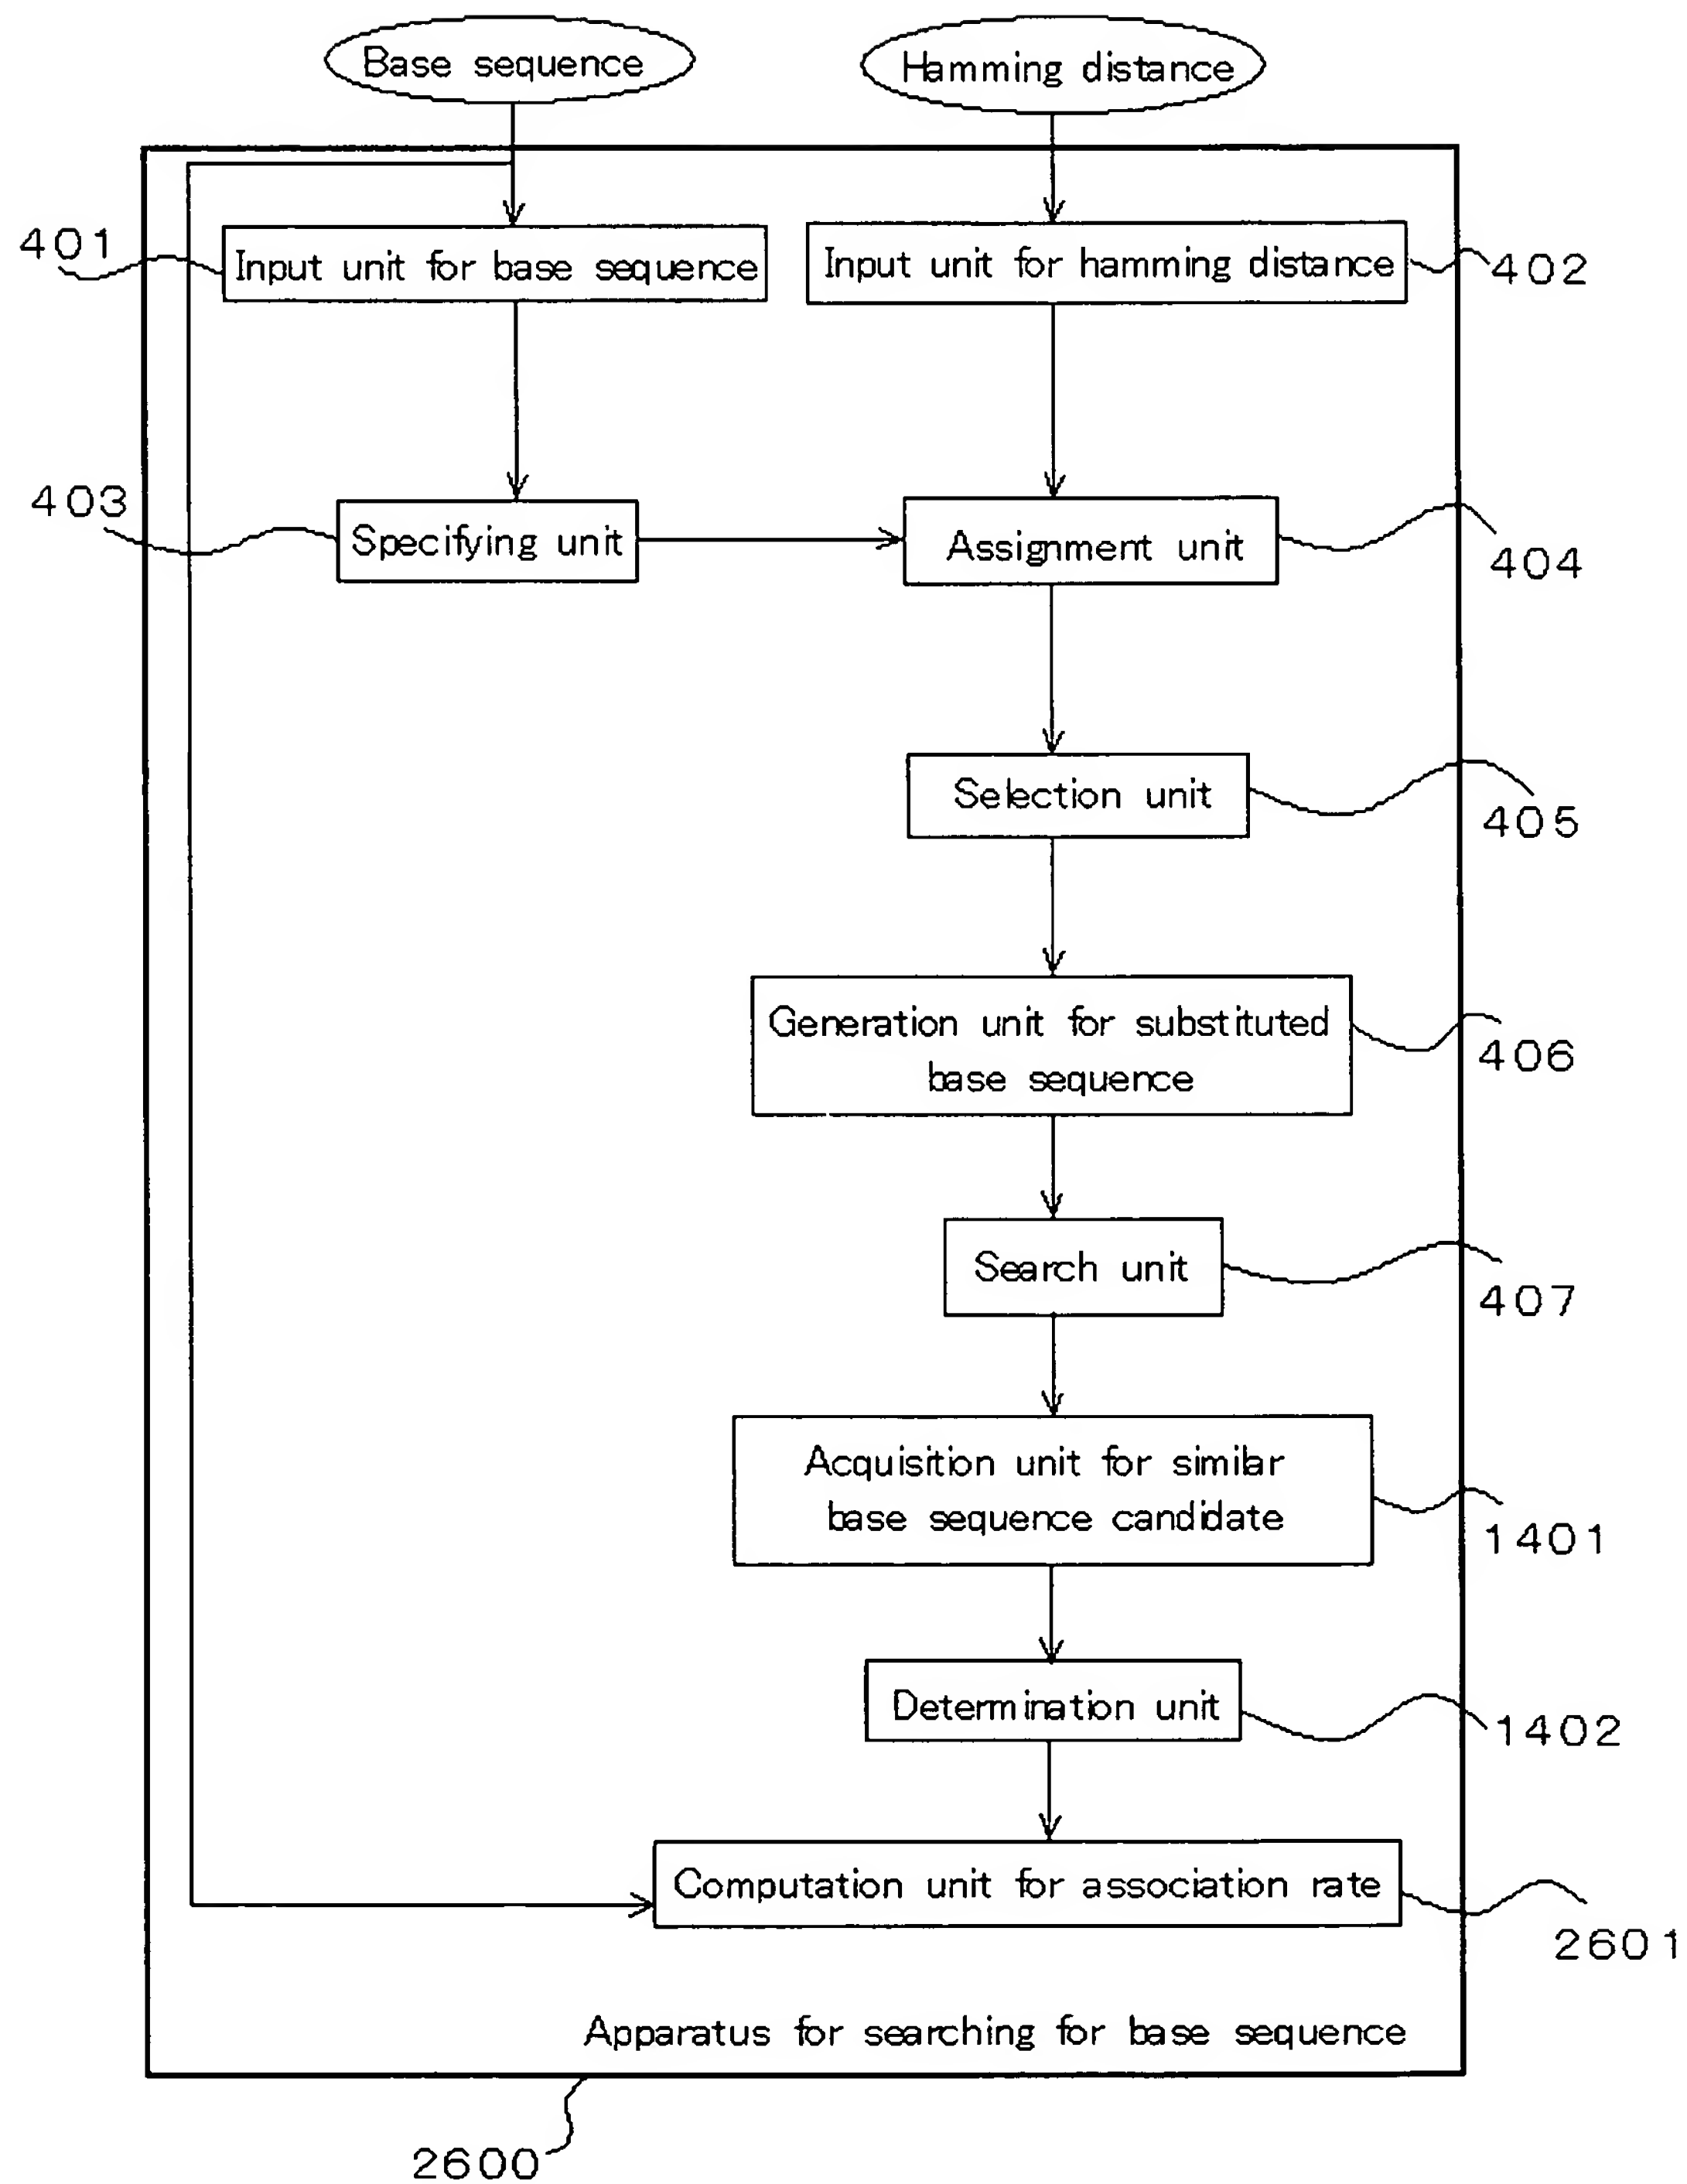 Base sequence
Hamming distance
401
Input unit for base sequence
Input unit for hamming distance
402
403
Specifying unit
Assignment unit
404
Selection unit
405
Generation unit for substituted
base sequence
406
Search unit
407
Acquisition unit for similar
base sequence candidate
1401
Determination unit
1402
Computation unit for association rate
2601
Apparatus for searching for base sequence
2600